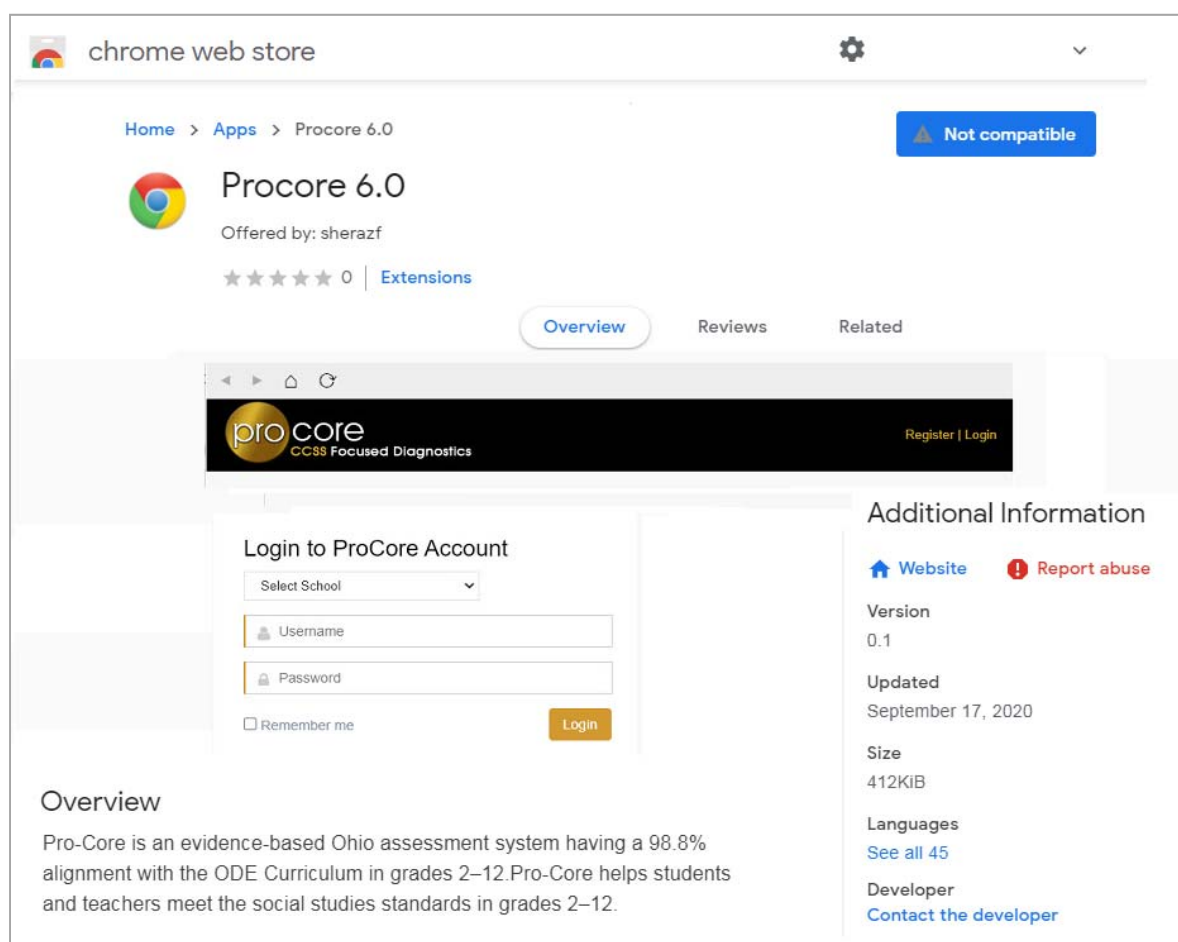 chrome web store
Home > Apps > Procore 6.0
Not compatible
Procore 6.0
Offered by: sherazf
0 | Extensions
Overview
Reviews
Related
pro core
CCSS Focused Diagnostics
Register | Login
Login to ProCore Account
Select School
Username
Password
Remember me
Login
Additional Information
Website
Report abuse
Version
0.1
Updated
September 17, 2020
Size
412KiB
Languages
See all 45
Developer
Contact the developer
Overview
Pro-Core is an evidence-based Ohio assessment system having a 98.8%
alignment with the ODE Curriculum in grades 2–12.Pro-Core helps students
and teachers meet the social studies standards in grades 2–12.